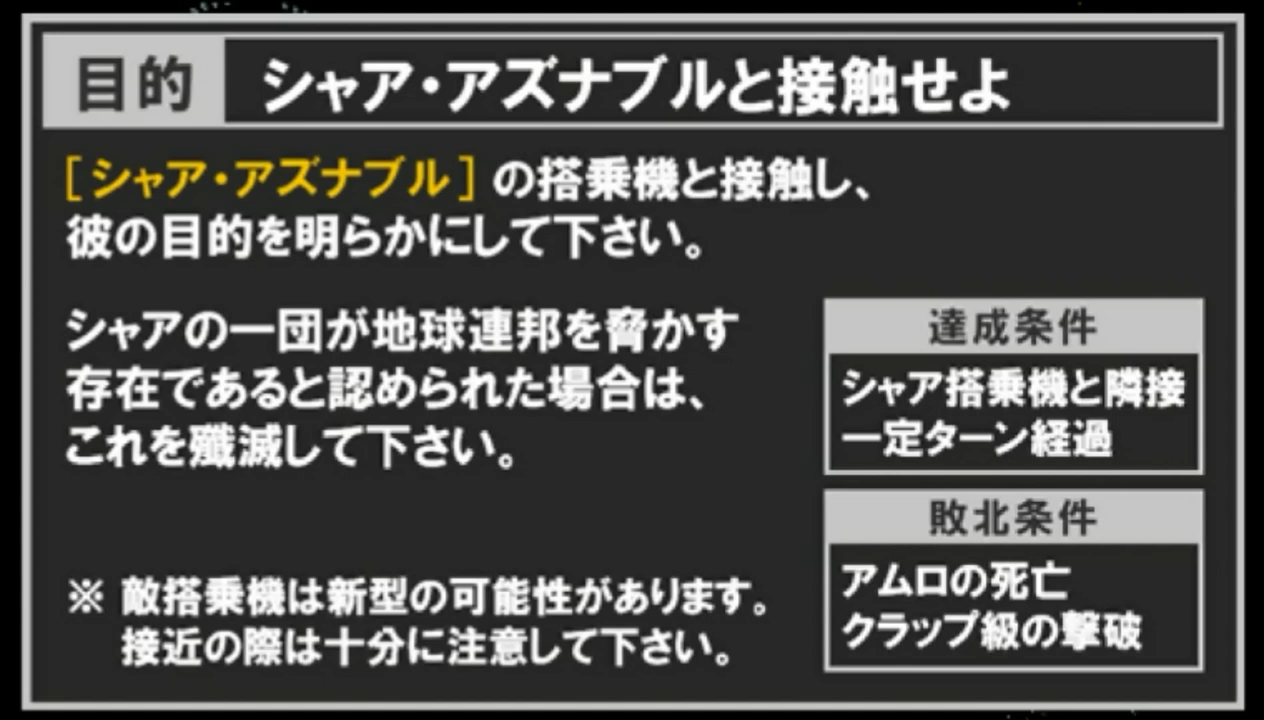 目的
シャア・アズナブルと接触せよ
[シャア・アズナブル] の搭乗機と接触し、
彼の目的を明らかにして下さい。
シャアの一団が地球連邦を脅かす
存在であると認められた場合は、
これを殲滅して下さい。
※ 敵搭乗機は新型の可能性があります。
接近の際は十分に注意して下さい。
達成条件
シャア搭乗機と隣接
一定ターン経過
敗北条件
アムロの死亡
クラップ級の撃破